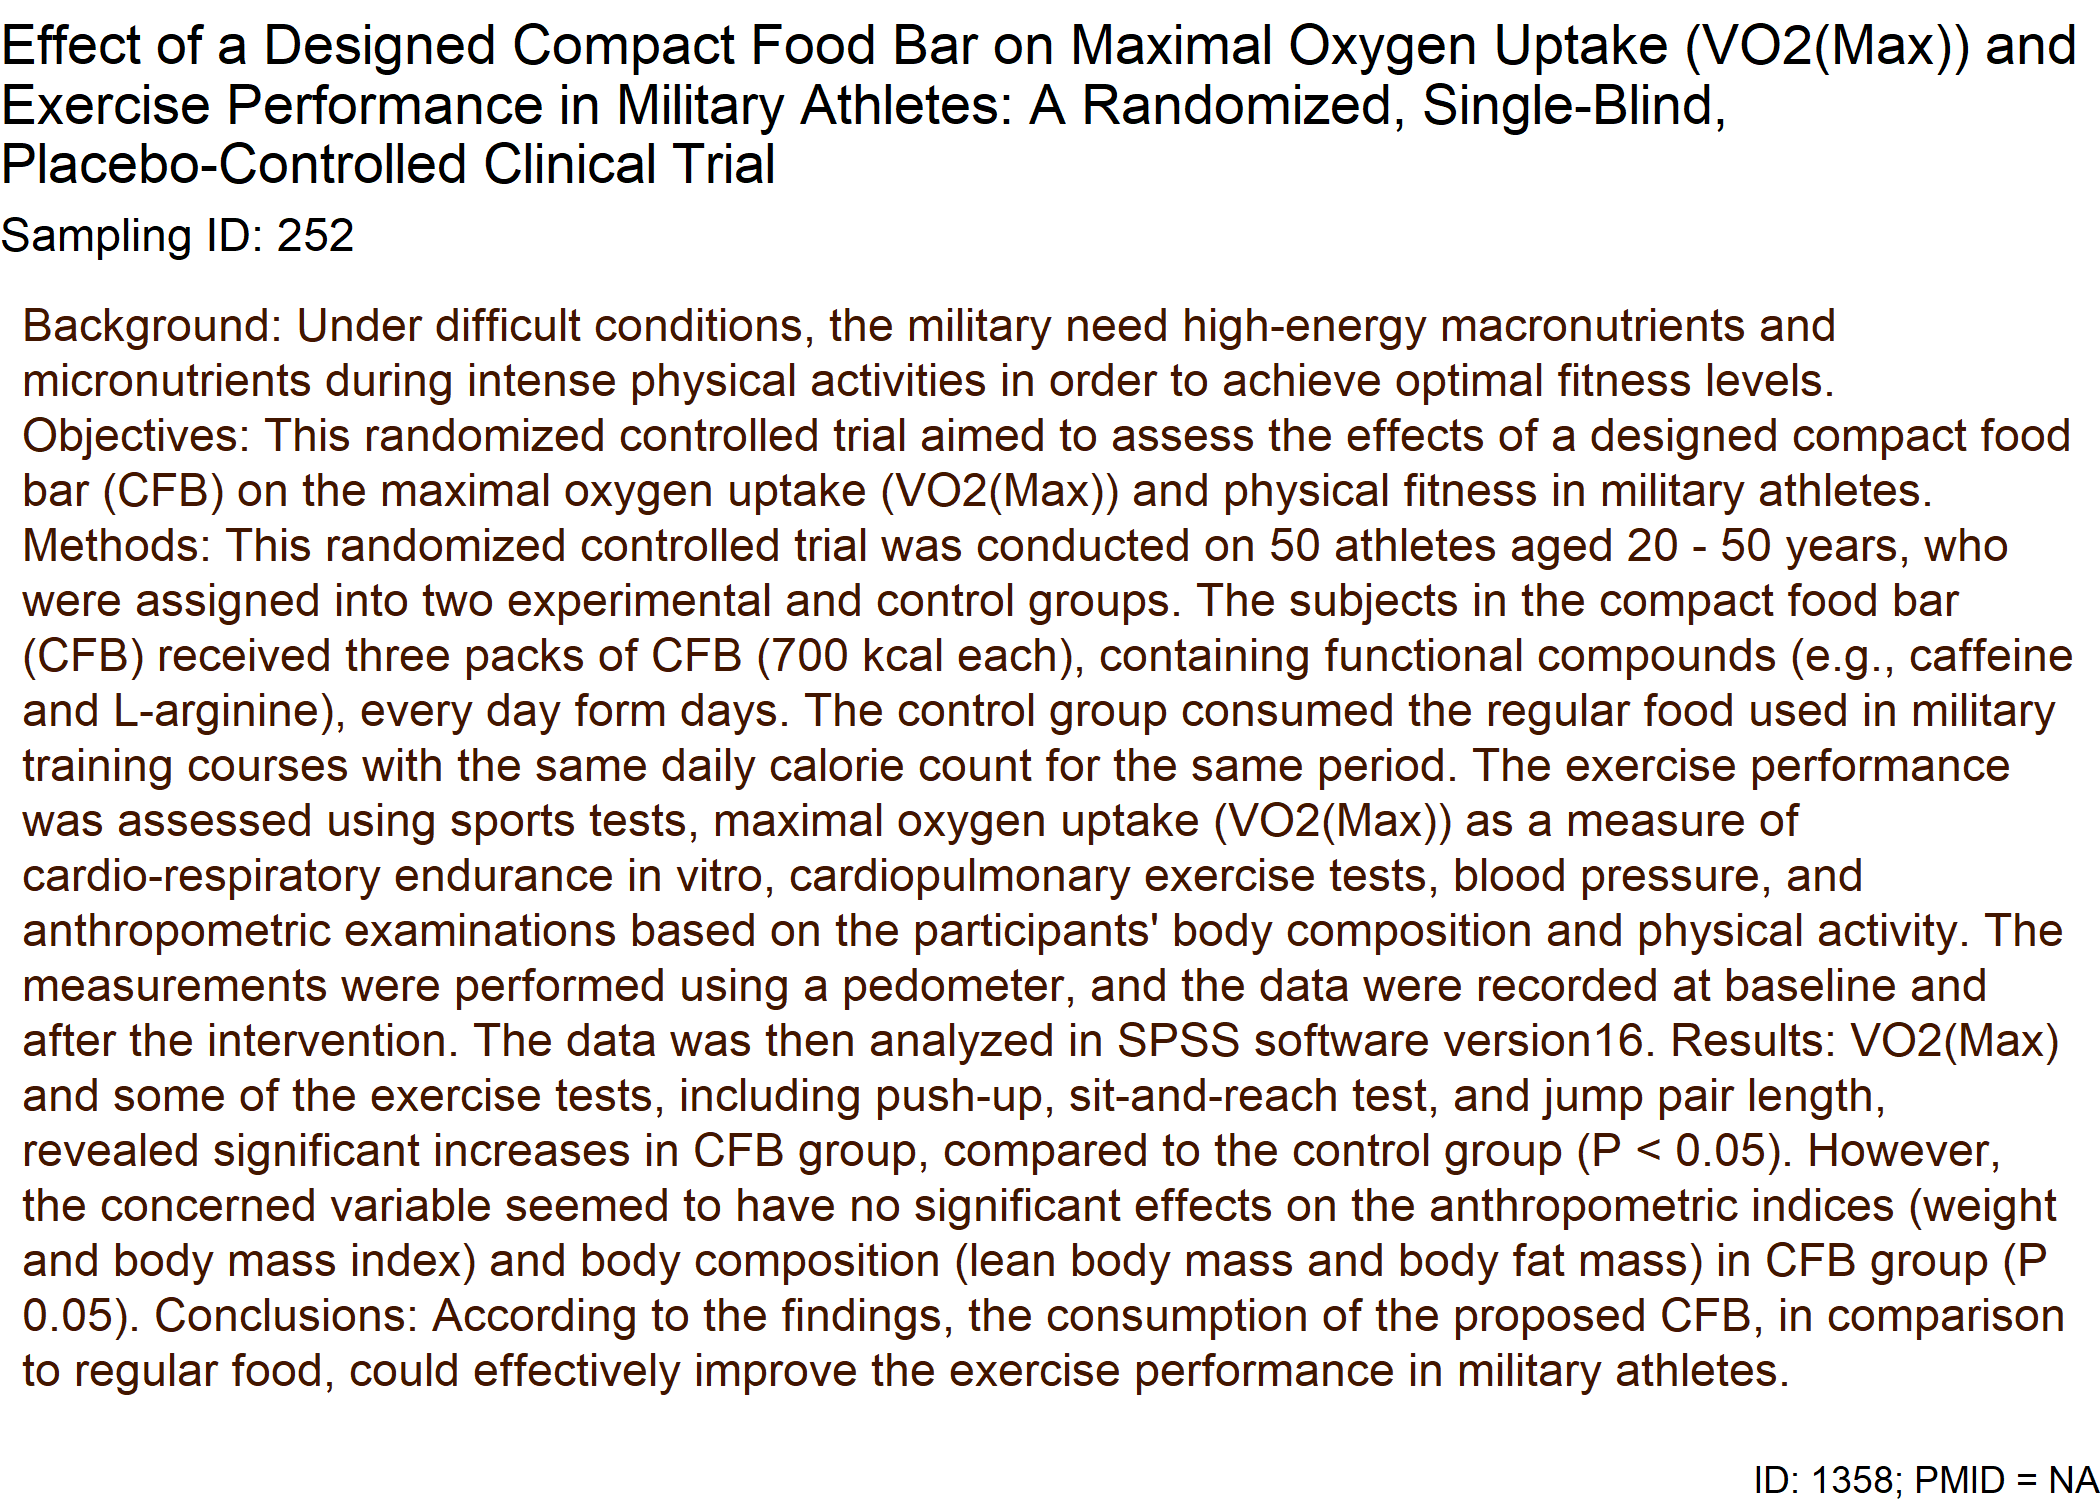 Effect of a Designed Compact Food Bar on Maximal Oxygen Uptake (VO2(Max)) and
Exercise Performance in Military Athletes: A Randomized, Single-Blind,
Placebo-Controlled Clinical Trial
Sampling ID: 252
Background: Under difficult conditions, the military need high-energy macronutrients and
micronutrients during intense physical activities in order to achieve optimal fitness levels.
Objectives: This randomized controlled trial aimed to assess the effects of a designed compact food
bar (CFB) on the maximal oxygen uptake (VO2(Max)) and physical fitness in military athletes.
Methods: This randomized controlled trial was conducted on 50 athletes aged 20 - 50 years, who
were assigned into two experimental and control groups. The subjects in the compact food bar
(CFB) received three packs of CFB (700 kcal each), containing functional compounds (e.g., caffeine
and L-arginine), every day form days. The control group consumed the regular food used in military
training courses with the same daily calorie count for the same period. The exercise performance
was assessed using sports tests, maximal oxygen uptake (VO2(Max)) as a measure of
cardio-respiratory endurance in vitro, cardiopulmonary exercise tests, blood pressure, and
anthropometric examinations based on the participants' body composition and physical activity. The
measurements were performed using a pedometer, and the data were recorded at baseline and
after the intervention. The data was then analyzed in SPSS software version16. Results: VO2(Max)
and some of the exercise tests, including push-up, sit-and-reach test, and jump pair length,
revealed significant increases in CFB group, compared to the control group (P < 0.05). However,
the concerned variable seemed to have no significant effects on the anthropometric indices (weight
and body mass index) and body composition (lean body mass and body fat mass) in CFB group (P
0.05). Conclusions: According to the findings, the consumption of the proposed CFB, in comparison
to regular food, could effectively improve the exercise performance in military athletes.
ID: 1358; PMID = NA